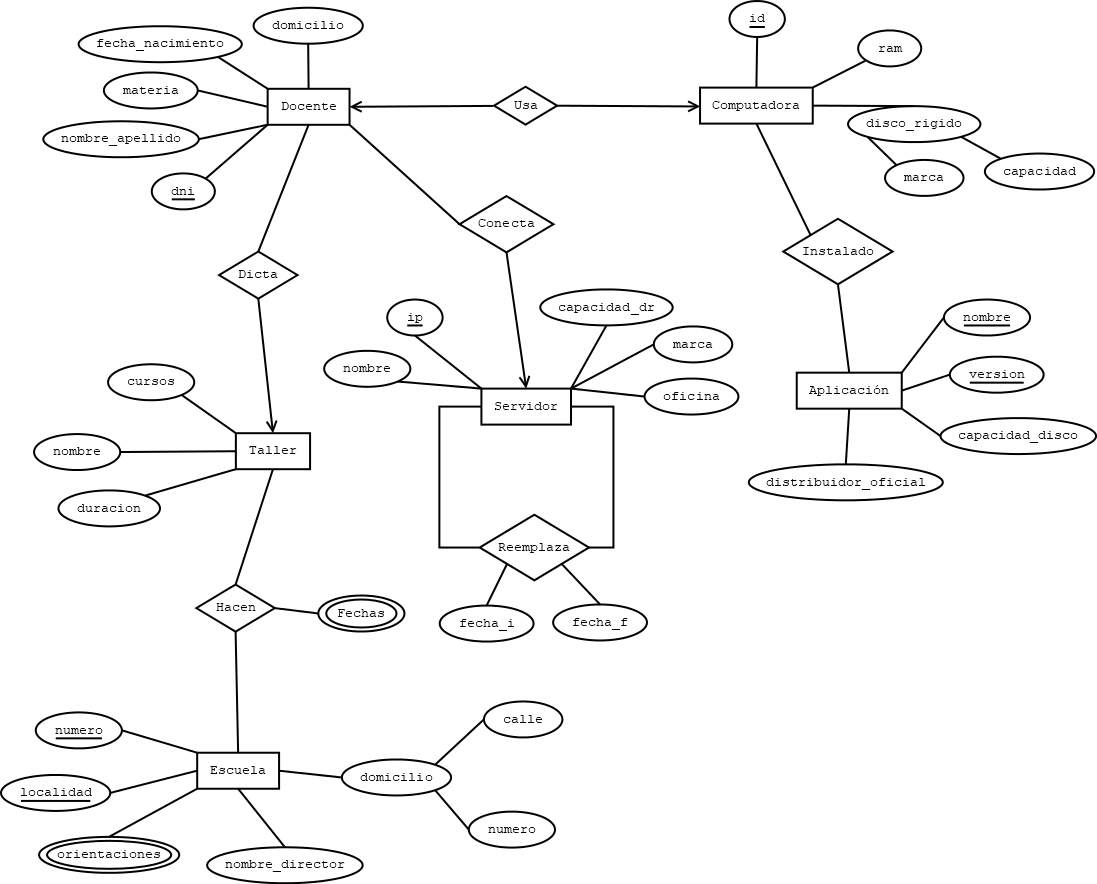 id
domicilio
fecha_nacimiento
ram
materia
Docente
Usa
Computadora
disco_rigido
nombre_apellido
capacidad
marca
dni
Conecta
Instalado
Dicta
capacidad_dr
ip
nombre
marca
nombre
version
cursos
Aplicación
oficina
Servidor
capacidad_disco
nombre
Taller
distribuidor_oficial
duracion
Reemplaza
Hacen
Fechas
fecha_i
fecha_f
calle
numero
Escuela
domicilio
localidad
numero
orientaciones
nombre_director